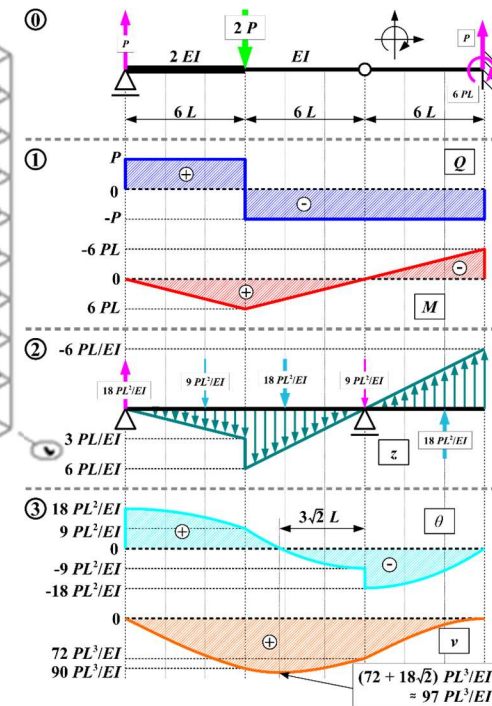 0
P
2 P
P
2 EI
EI
6 PL
6 L
6 L
6 L
1
P
Q
0
+
-
-P
-6 PL
0
-
+
6 PL
M
2
-6 PL/EI
18 PL²/EI
9 PL²/EI
18 PL²/EI
9 PL²/EI
3 PL/EI
z
18 PL²/EI
6 PL/EI
3
18 PL²/EI
3√2 L
θ
9 PL²/EI
+
0
-
-9 PL²/EI
-18 PL²/EI
0
+
v
72 PL³/EI
90 PL³/EI
(72 + 18√2) PL³/EI
≈ 97 PL³/EI